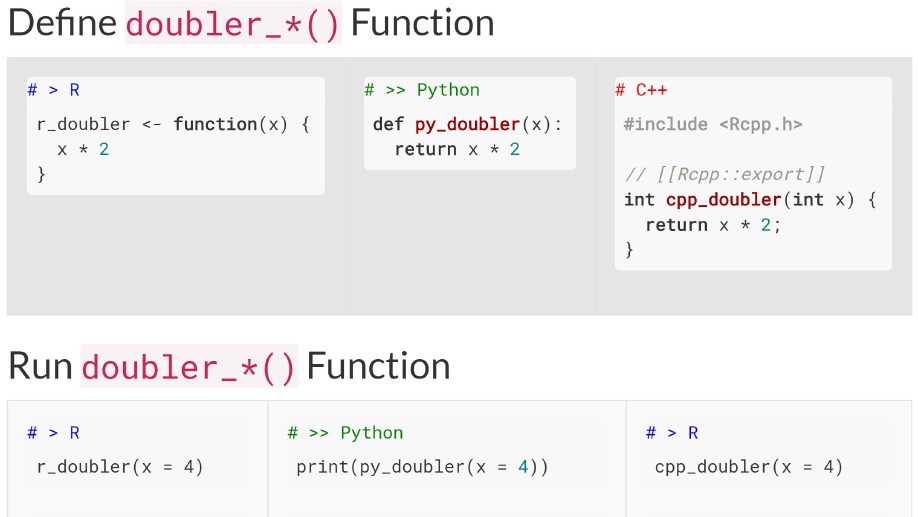 Define doubler_*() Function
# > R
r_doubler <- function(x) {
  x * 2
}
# >> Python
def py_doubler(x):
  return x * 2
# C++
#include <Rcpp.h>

// [[Rcpp::export]]
int cpp_doubler(int x) {
  return x * 2;
}
Run doubler_*() Function
# > R
r_doubler(x = 4)
# >> Python
print(py_doubler(x = 4))
# > R
cpp_doubler(x = 4)